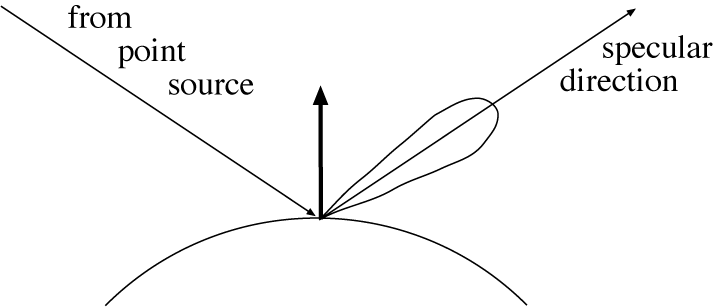 from
point
source
specular
direction